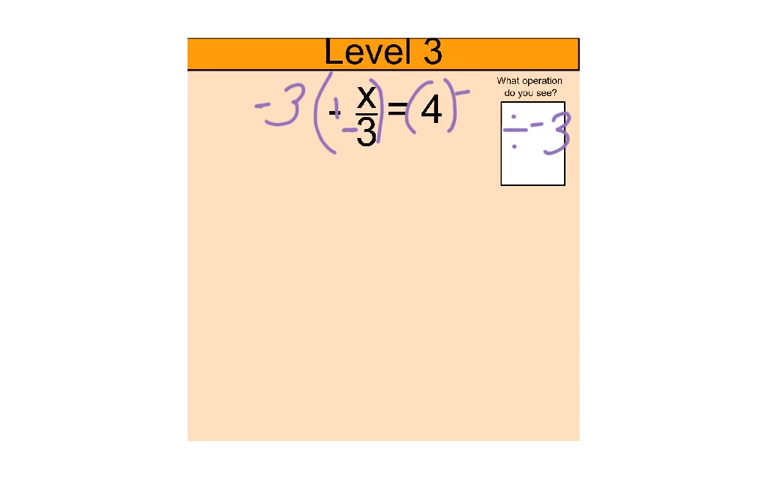 Level 3
What operation
do you see?
-3(+ x/-3) = (4)-
÷ -3